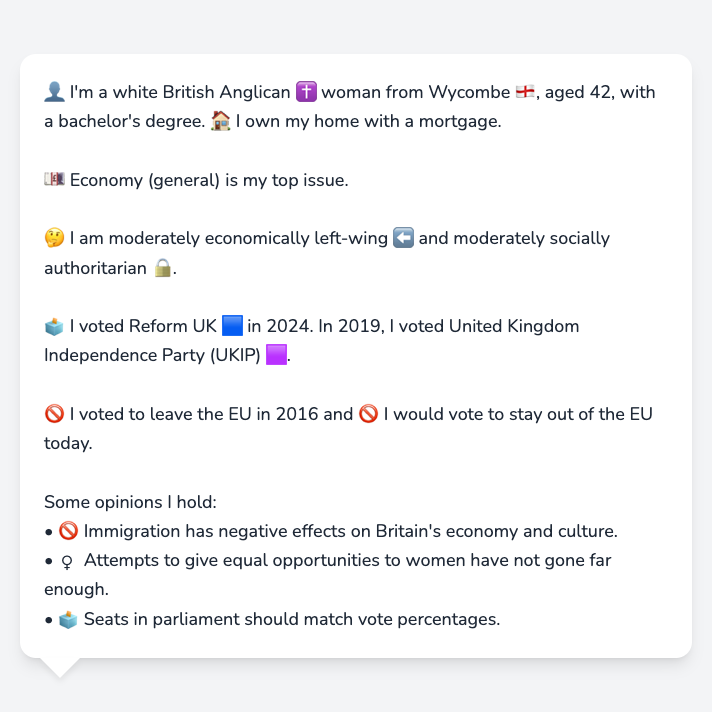 👤 I'm a white British Anglican ✝️ woman from Wycombe 🏴󠁧󠁢󠁥󠁮󠁧󠁿, aged 42, with
a bachelor's degree. 🏠 I own my home with a mortgage.
💷 Economy (general) is my top issue.
🤔 I am moderately economically left-wing ⬅️ and moderately socially
authoritarian 🔒.
🗳️ I voted Reform UK 🟦 in 2024. In 2019, I voted United Kingdom
Independence Party (UKIP) 🟪.
🚫 I voted to leave the EU in 2016 and 🚫 I would vote to stay out of the EU
today.
Some opinions I hold:
• 🚫 Immigration has negative effects on Britain's economy and culture.
• ♀ Attempts to give equal opportunities to women have not gone far
enough.
• 🗳️ Seats in parliament should match vote percentages.